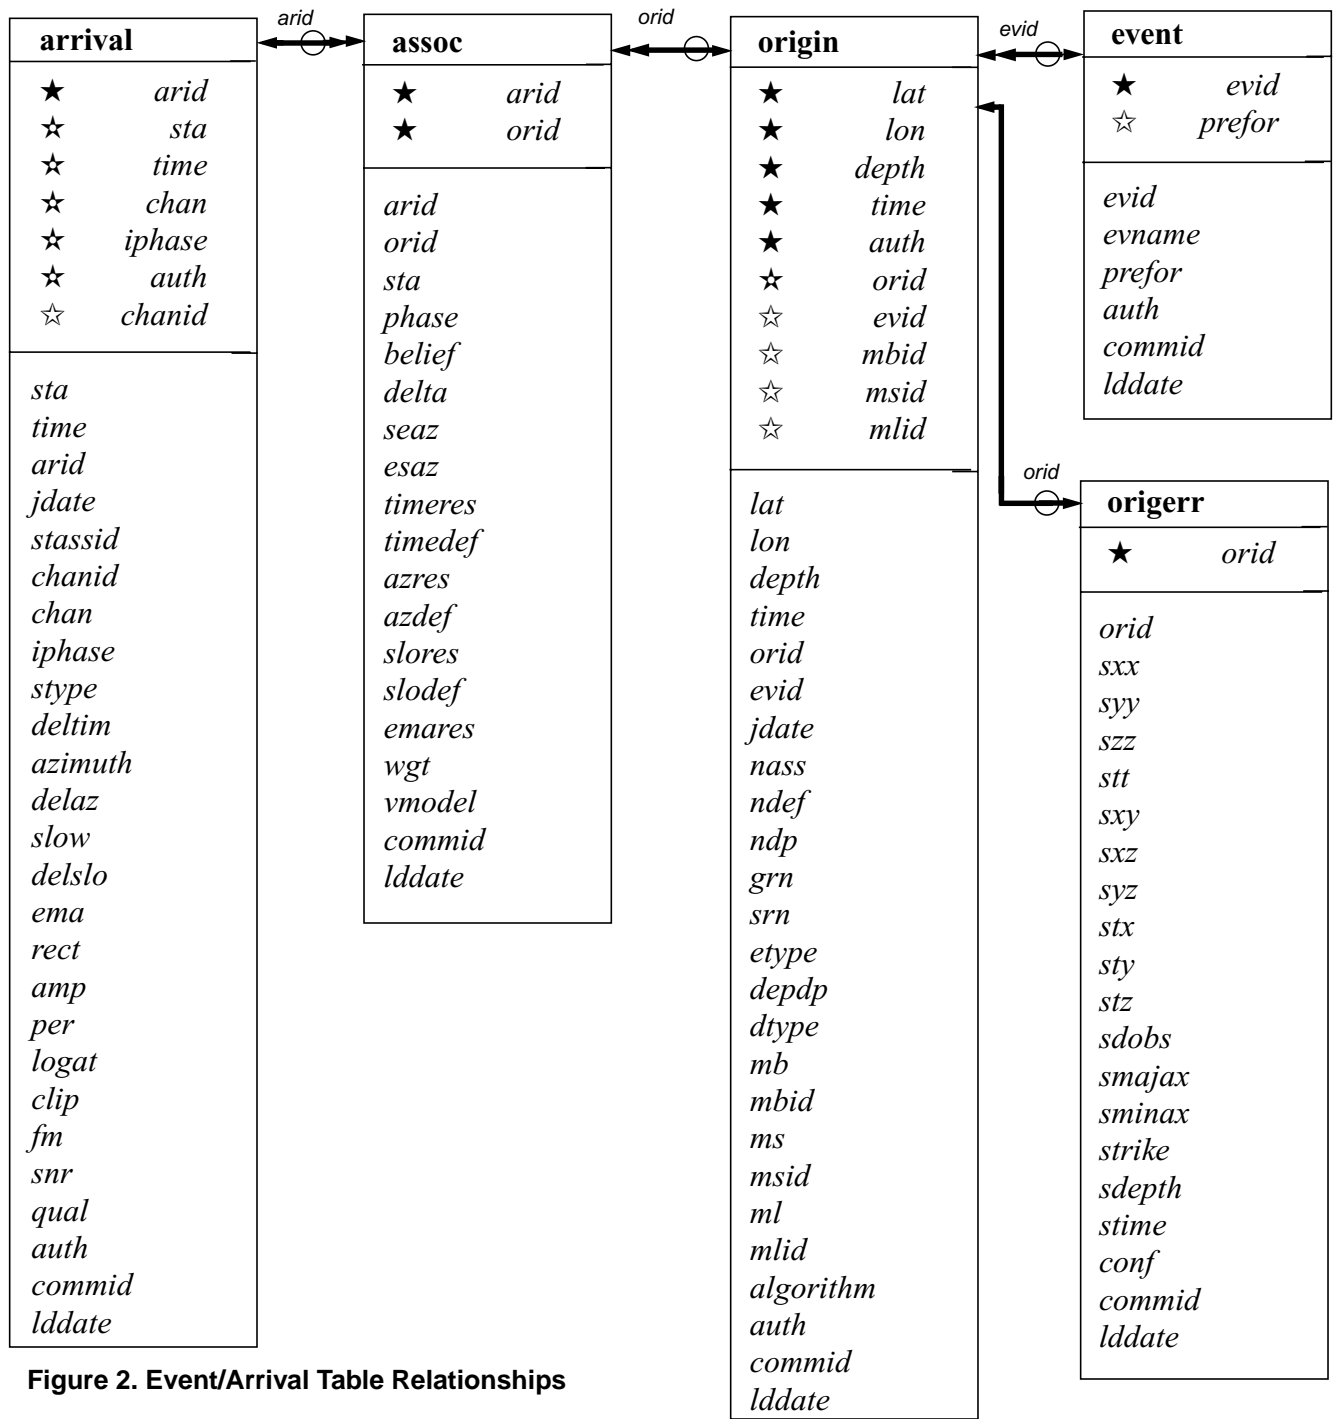 arid
arrival
★ arid
☆ sta
☆ time
☆ chan
☆ iphase
☆ auth
☆ chanid
sta
time
arid
jdate
stassid
chanid
chan
iphase
stype
deltim
azimuth
delaz
slow
delslo
ema
rect
amp
per
logat
clip
fm
snr
qual
auth
commid
lddate
orid
assoc
★ arid
★ orid
arid
orid
sta
phase
belief
delta
seaz
esaz
timeres
timedef
azres
azdef
slores
slodef
emares
wgt
vmodel
commid
lddate
evid
origin
★ lat
★ lon
★ depth
★ time
★ auth
☆ orid
☆ evid
☆ mbid
☆ msid
☆ mlid
lat
lon
depth
time
orid
evid
jdate
nass
ndef
ndp
grn
srn
etype
depdp
dtype
mb
mbid
ms
msid
ml
mlid
algorithm
auth
commid
lddate
event
★ evid
☆ prefor
evid
evname
prefor
auth
commid
lddate
orid
origerr
★ orid
orid
sxx
syy
szz
stt
sxy
sxz
syz
stx
sty
stz
sdobs
smajax
sminax
strike
sdepth
stime
conf
commid
lddate
Figure 2. Event/Arrival Table Relationships